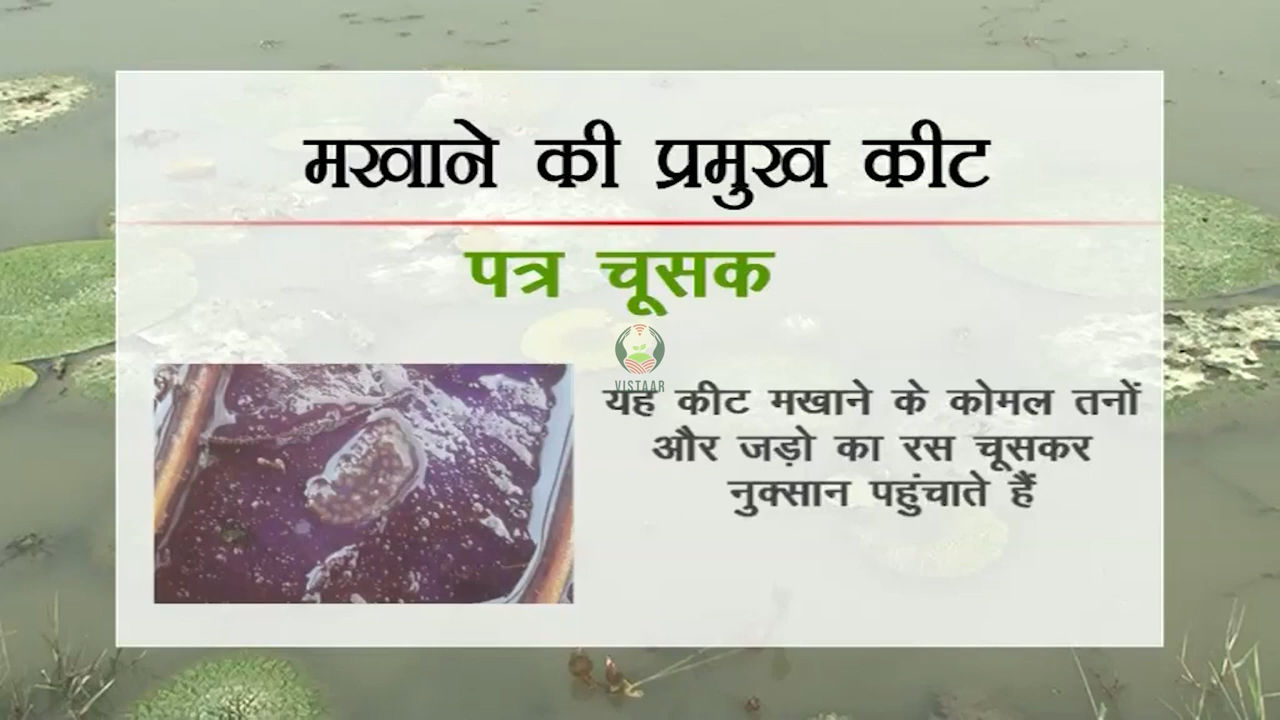 मखाने की प्रमुख कीट
पत्र चूसक
VISTAAR
यह कीट मखाने के कोमल तनों
और जड़ो का रस चूसकर
नुक्सान पहुंचाते हैं